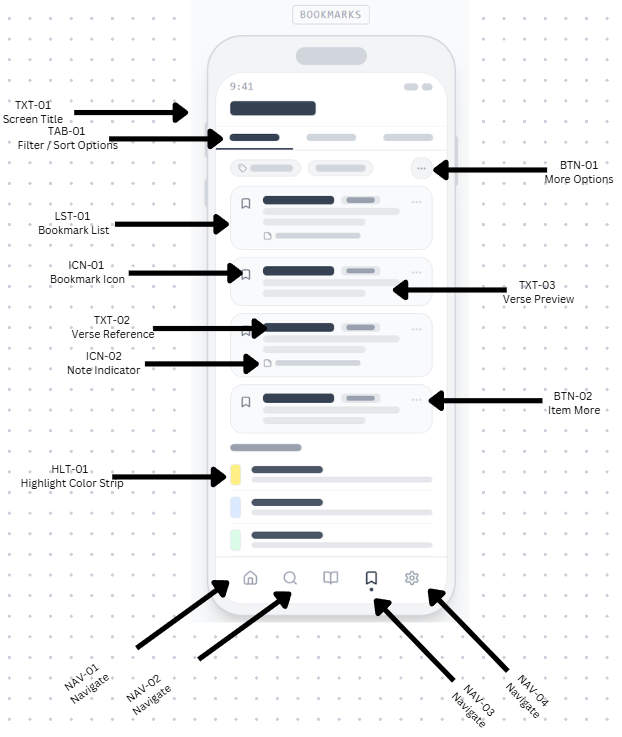 BOOKMARKS
9:41
TXT-01
Screen Title
TAB-01
Filter / Sort Options
BTN-01
More Options
LST-01
Bookmark List
ICN-01
Bookmark Icon
TXT-03
Verse Preview
TXT-02
Verse Reference
ICN-02
Note Indicator
BTN-02
Item More
HLT-01
Highlight Color Strip
NAV-01
Navigate
NAV-02
Navigate
NAV-03
Navigate
NAV-04
Navigate